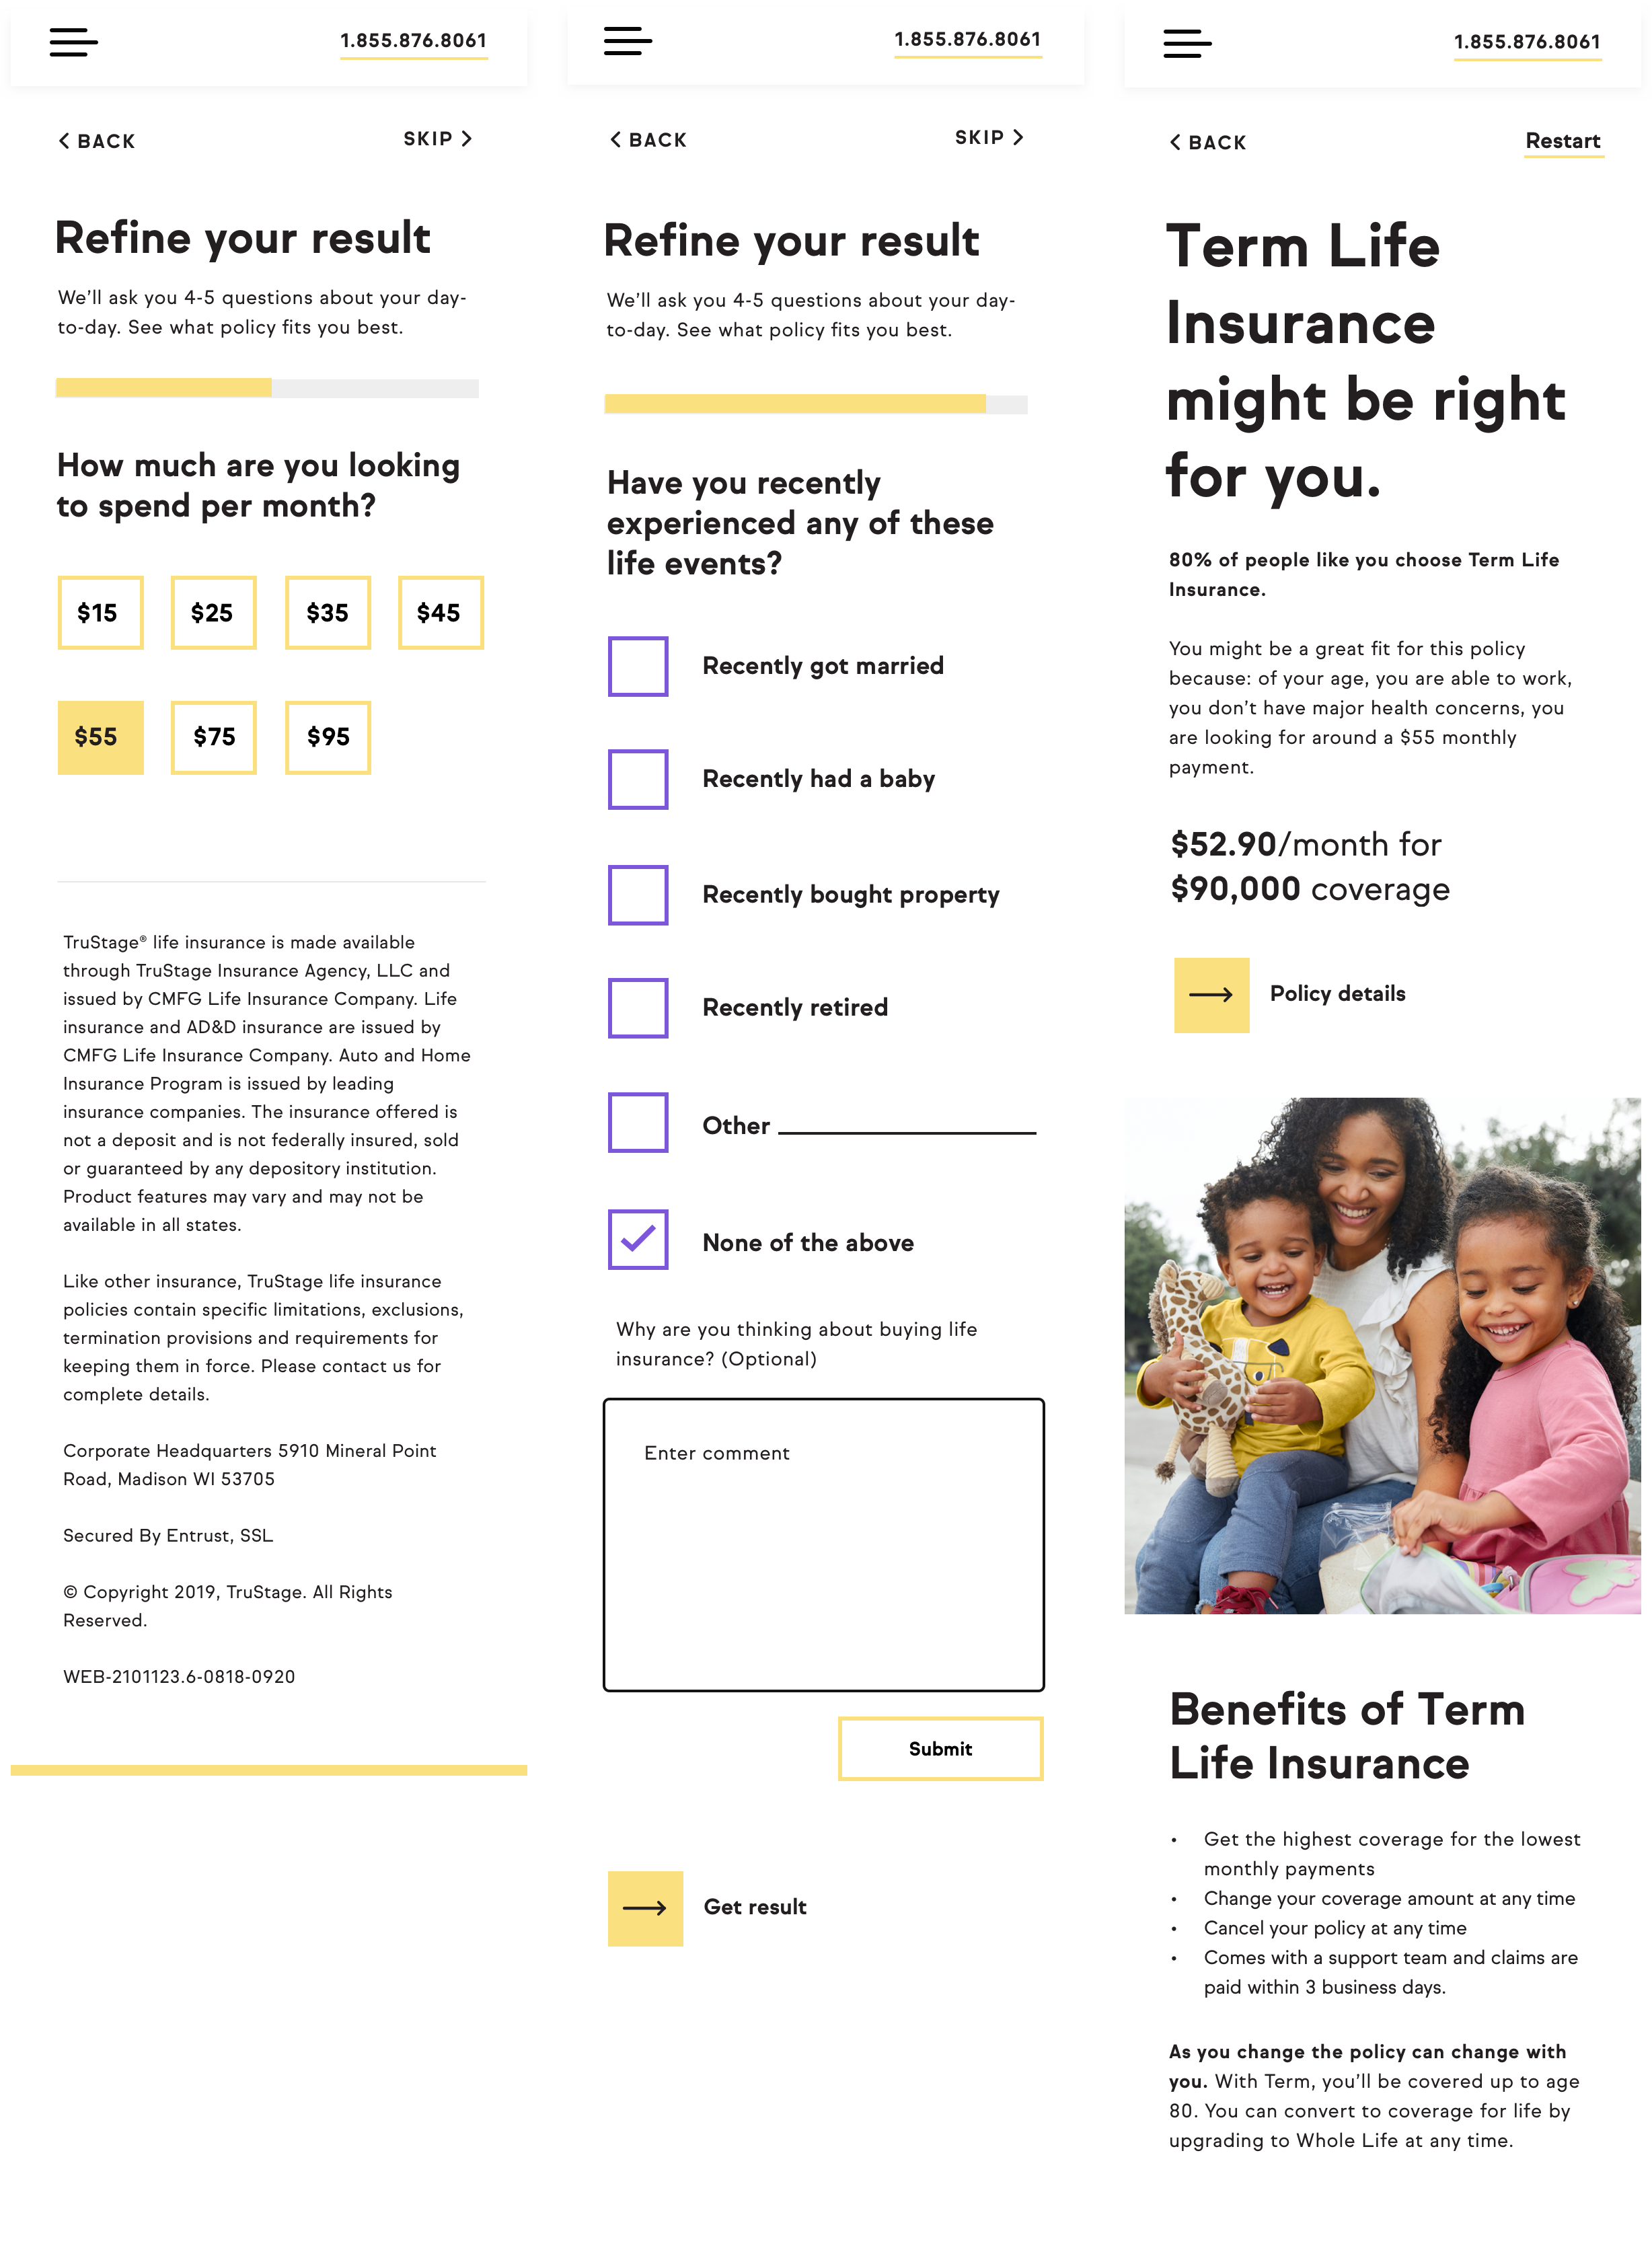 1.855.876.8061
BACK
SKIP
Refine your result
We’ll ask you 4-5 questions about your day-
to-day. See what policy fits you best.
How much are you looking
to spend per month?
$15 $25 $35 $45
$55 $75 $95
TruStage® life insurance is made available
through TruStage Insurance Agency, LLC and
issued by CMFG Life Insurance Company. Life
insurance and AD&D insurance are issued by
CMFG Life Insurance Company. Auto and Home
Insurance Program is issued by leading
insurance companies. The insurance offered is
not a deposit and is not federally insured, sold
or guaranteed by any depository institution.
Product features may vary and may not be
available in all states.
Like other insurance, TruStage life insurance
policies contain specific limitations, exclusions,
termination provisions and requirements for
keeping them in force. Please contact us for
complete details.
Corporate Headquarters 5910 Mineral Point
Road, Madison WI 53705
Secured By Entrust, SSL
© Copyright 2019, TruStage. All Rights
Reserved.
WEB-2101123.6-0818-0920
1.855.876.8061
BACK
SKIP
Refine your result
We’ll ask you 4-5 questions about your day-
to-day. See what policy fits you best.
Have you recently
experienced any of these
life events?
Recently got married
Recently had a baby
Recently bought property
Recently retired
Other
None of the above
Why are you thinking about buying life
insurance? (Optional)
Enter comment
Submit
Get result
1.855.876.8061
BACK
Restart
Term Life
Insurance
might be right
for you.
80% of people like you choose Term Life
Insurance.
You might be a great fit for this policy
because: of your age, you are able to work,
you don’t have major health concerns, you
are looking for around a $55 monthly
payment.
$52.90/month for
$90,000 coverage
Policy details
Benefits of Term
Life Insurance
• Get the highest coverage for the lowest
monthly payments
• Change your coverage amount at any time
• Cancel your policy at any time
• Comes with a support team and claims are
paid within 3 business days.
As you change the policy can change with
you. With Term, you’ll be covered up to age
80. You can convert to coverage for life by
upgrading to Whole Life at any time.